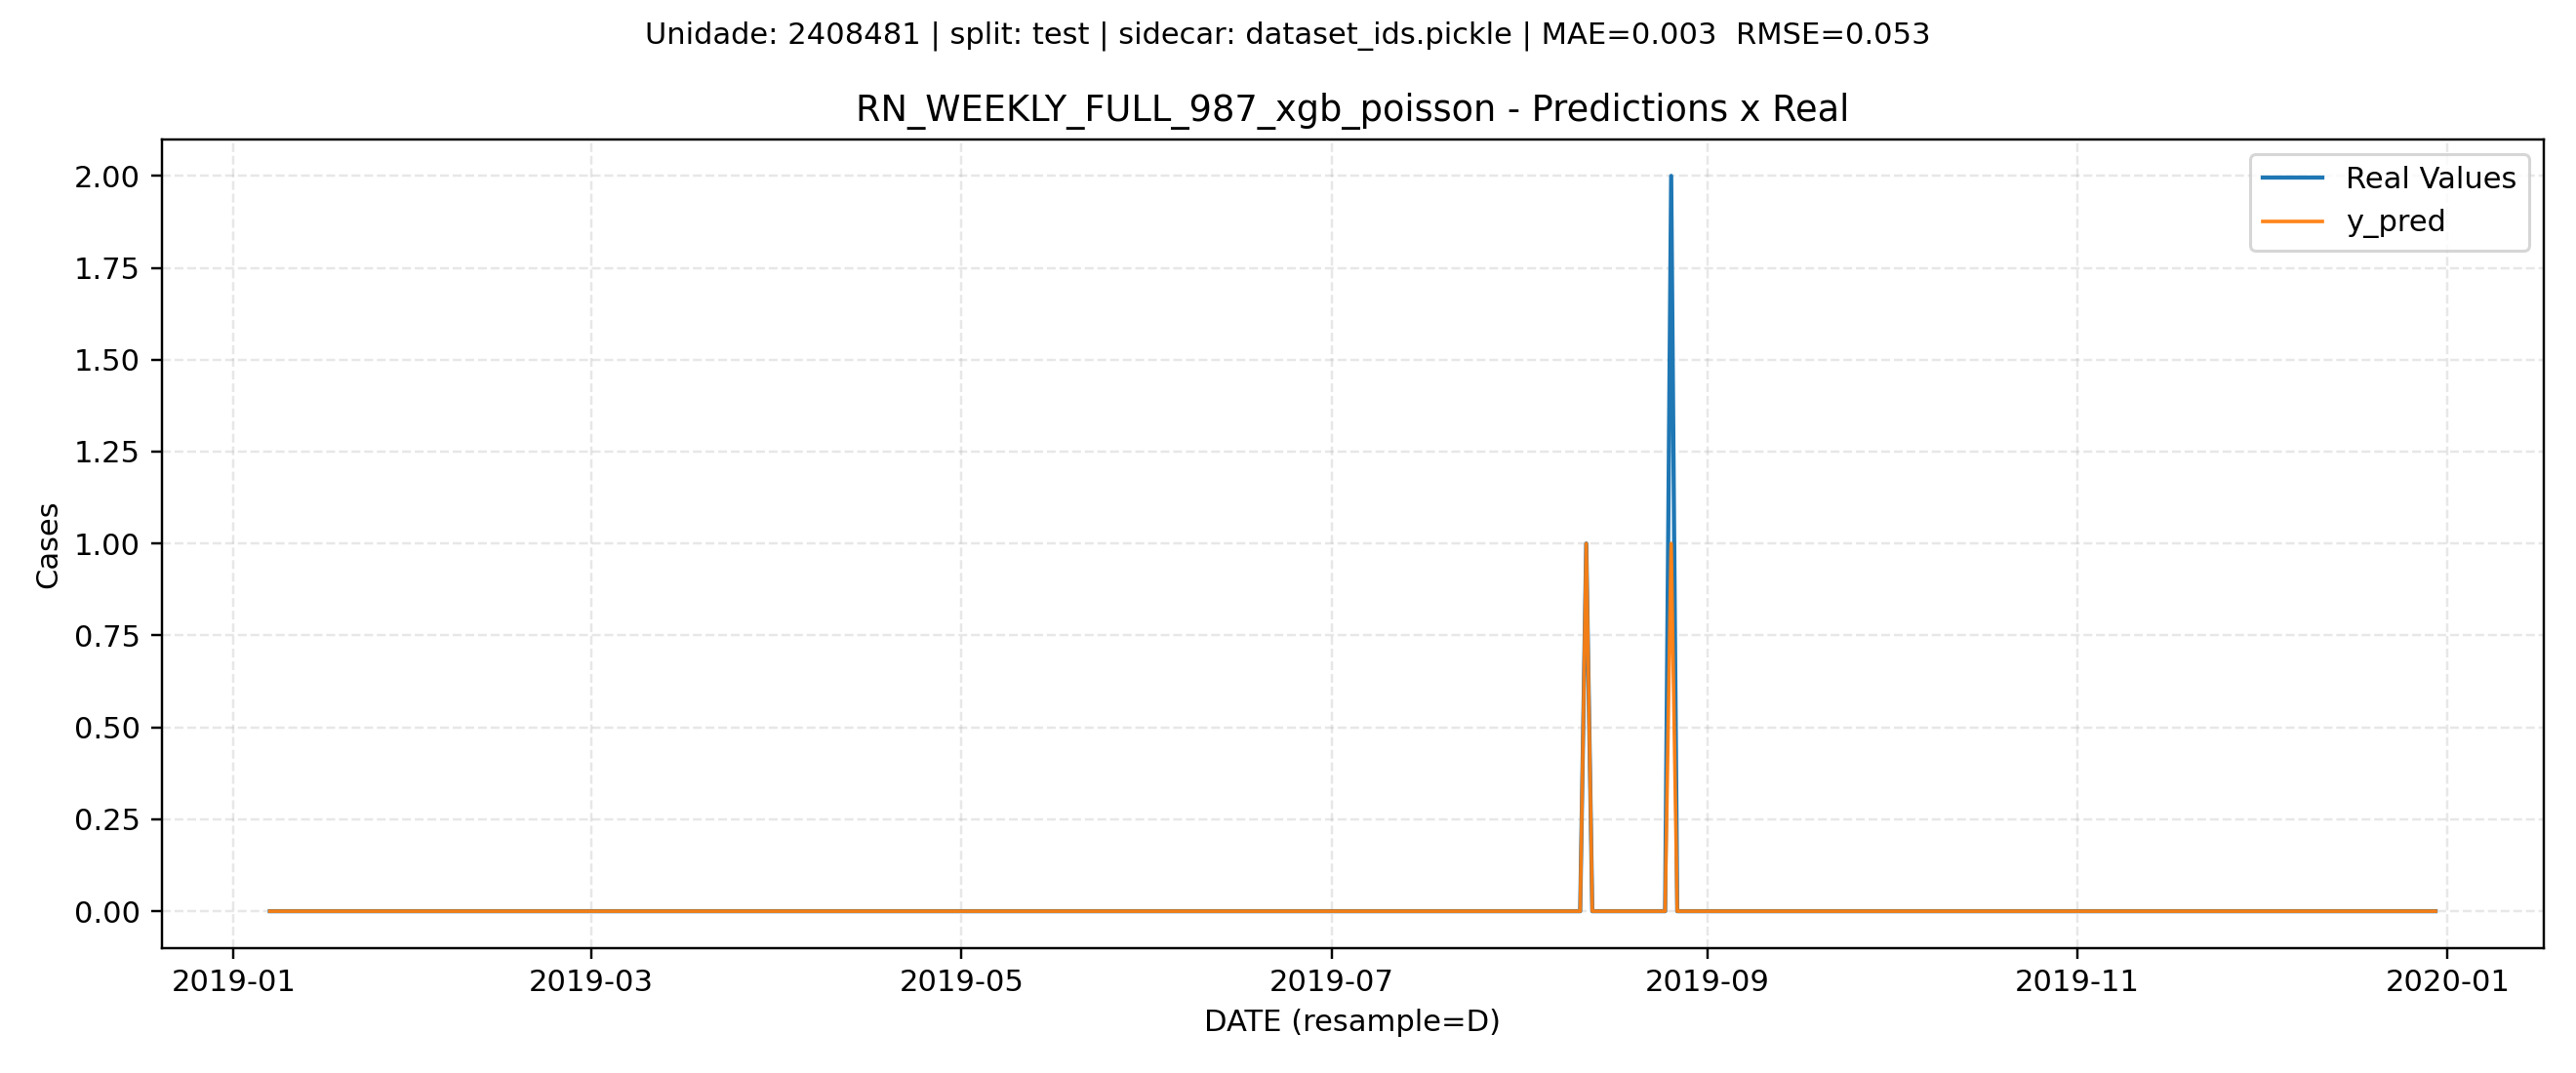 Unidade: 2408481 | split: test | sidecar: dataset_ids.pickle | MAE=0.003  RMSE=0.053
RN_WEEKLY_FULL_987_xgb_poisson - Predictions x Real
Real Values
y_pred
2.00
1.75
1.50
1.25
1.00
0.75
0.50
0.25
0.00
Cases
2019-01 2019-03 2019-05 2019-07 2019-09 2019-11 2020-01
DATE (resample=D)